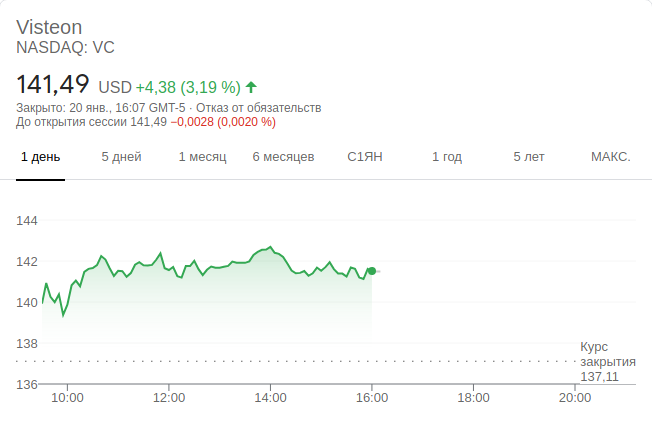 Visteon
NASDAQ: VC
141,49 USD +4,38 (3,19 %)
Закрыто: 20 янв., 16:07 GMT-5 · Отказ от обязательств
До открытия сессии 141,49 −0,0028 (0,0020 %)
1 день 5 дней 1 месяц 6 месяцев С1ЯН 1 год 5 лет МАКС.
144
142
140
138
Курс
закрытия
137,11
136
10:00 12:00 14:00 16:00 18:00 20:00